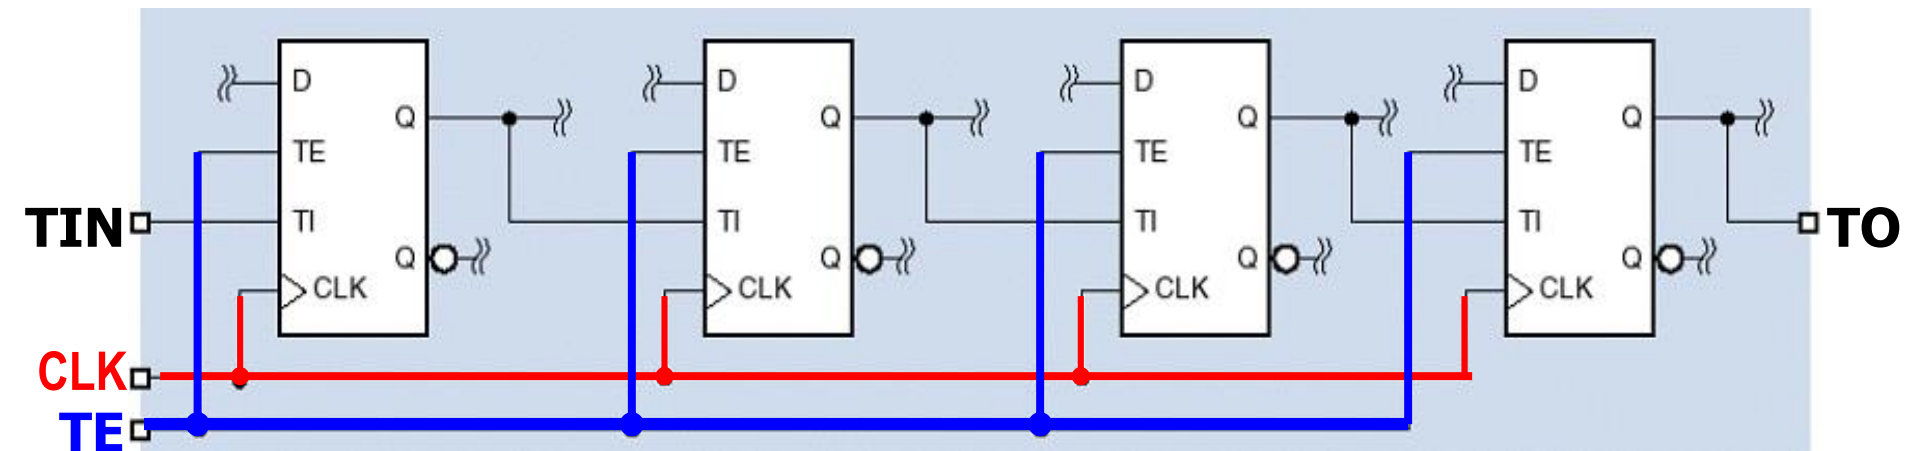 D D D D
Q Q Q Q
TE TE TE TE
TIN TI TI TI TI TO
Q Q Q Q
CLK CLK CLK CLK
CLK
TE